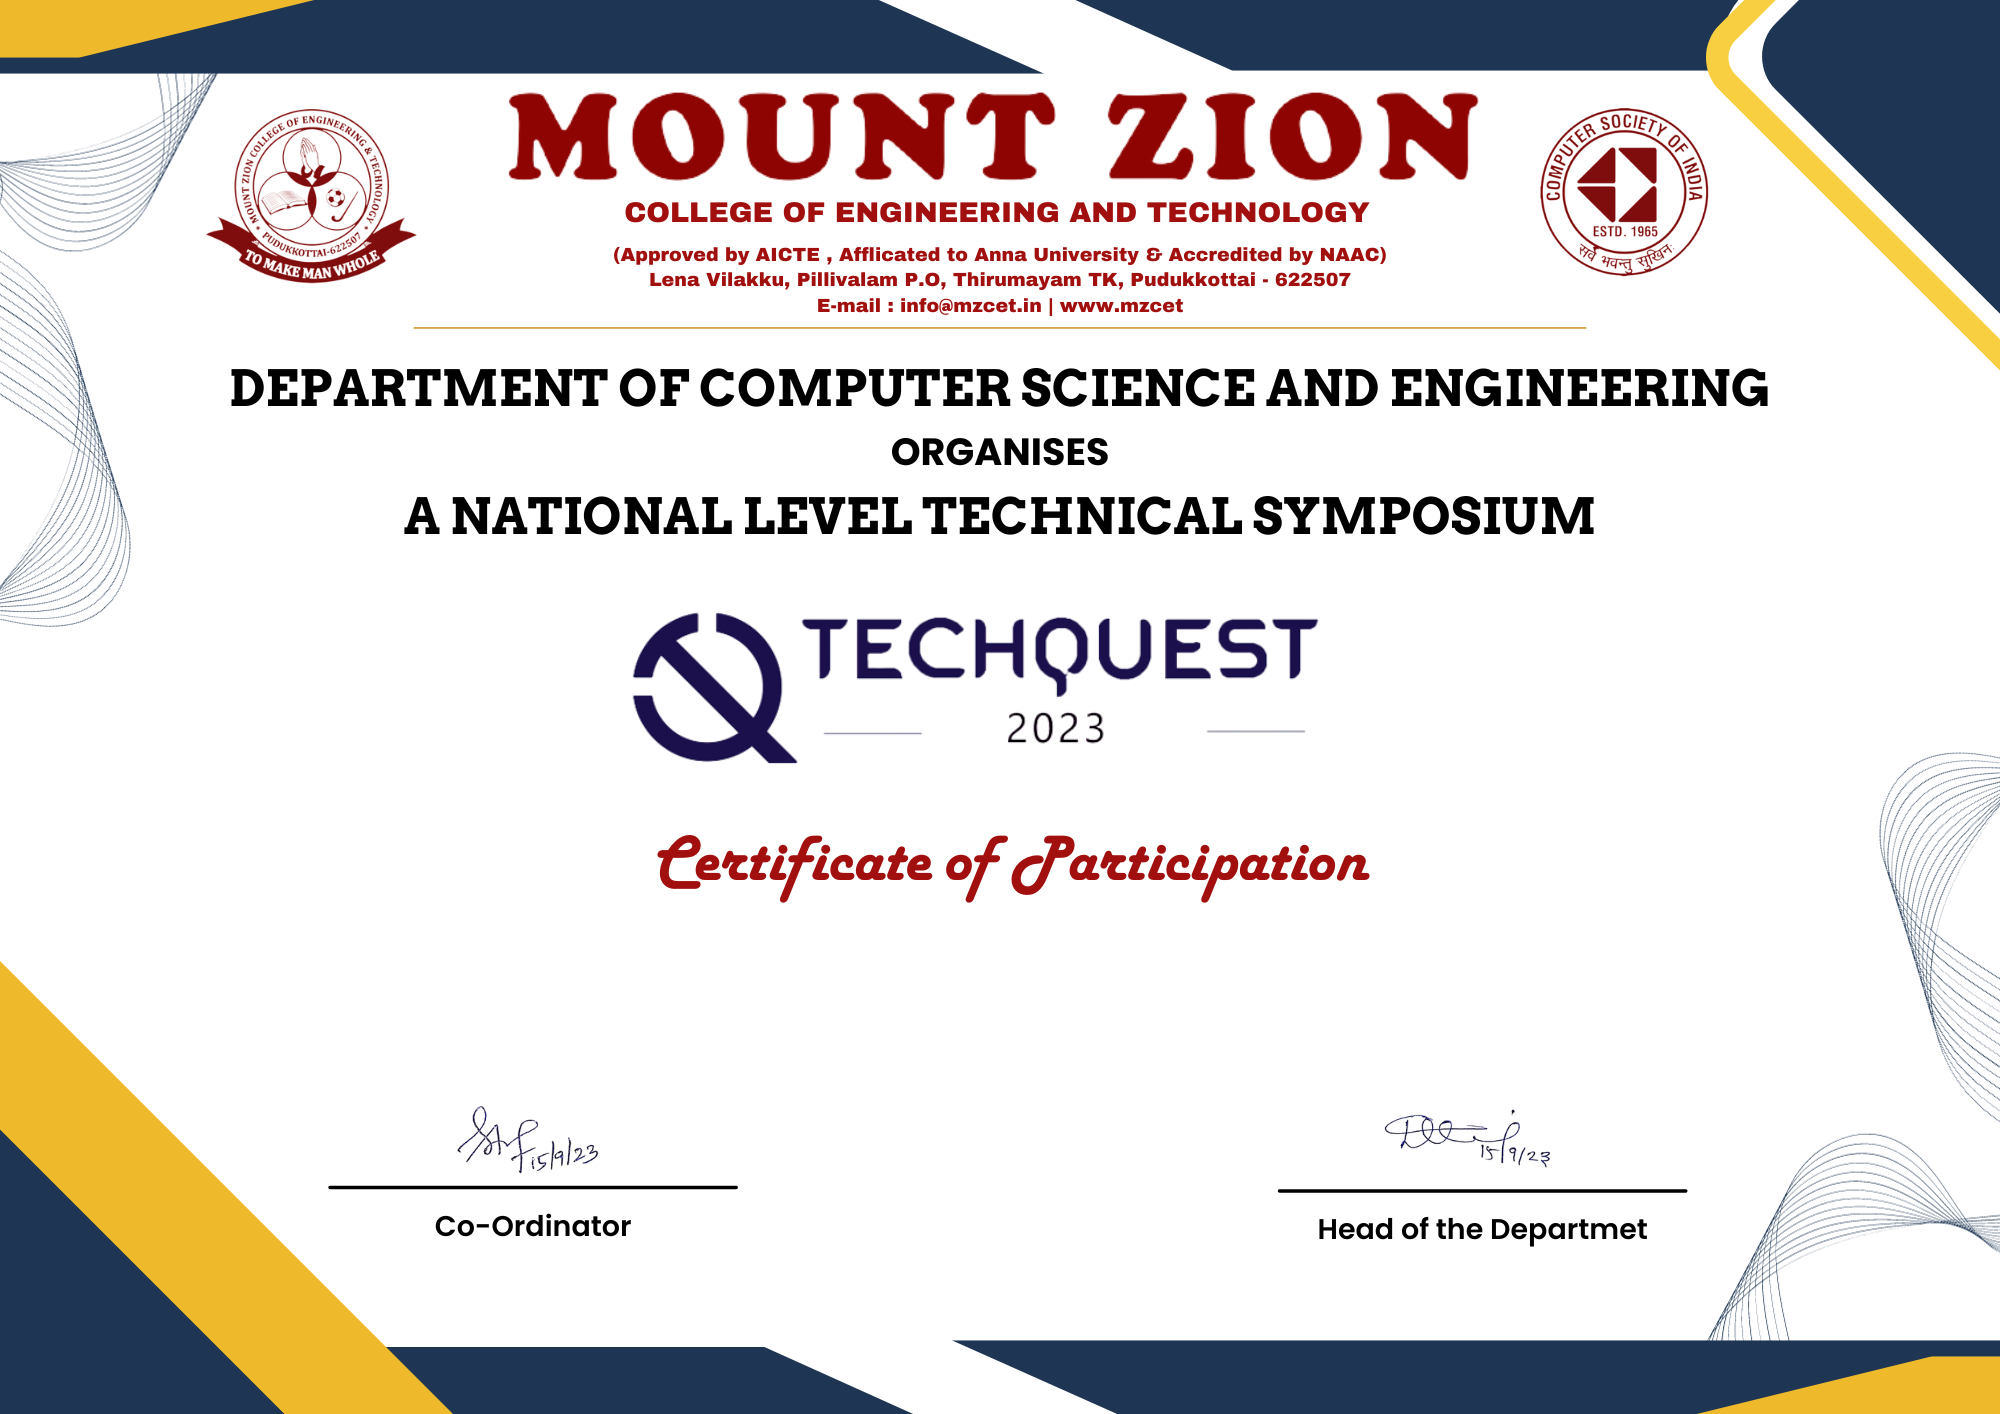 MOUNT ZION COLLEGE OF ENGINEERING & TECHNOLOGY
PUDUKKOTTAI-622507
TO MAKE MAN WHOLE
MOUNT ZION
COLLEGE OF ENGINEERING AND TECHNOLOGY
(Approved by AICTE , Afflicated to Anna University & Accredited by NAAC)
Lena Vilakku, Pillivalam P.O, Thirumayam TK, Pudukkottai - 622507
E-mail : info@mzcet.in | www.mzcet
COMPUTER SOCIETY OF INDIA
ESTD. 1965
सर्वे भवन्तु सुखिनः
DEPARTMENT OF COMPUTER SCIENCE AND ENGINEERING
ORGANISES
A NATIONAL LEVEL TECHNICAL SYMPOSIUM
TECHQUEST
2023
Certificate of Participation
15/9/23
15/9/23
Co-Ordinator
Head of the Departmet